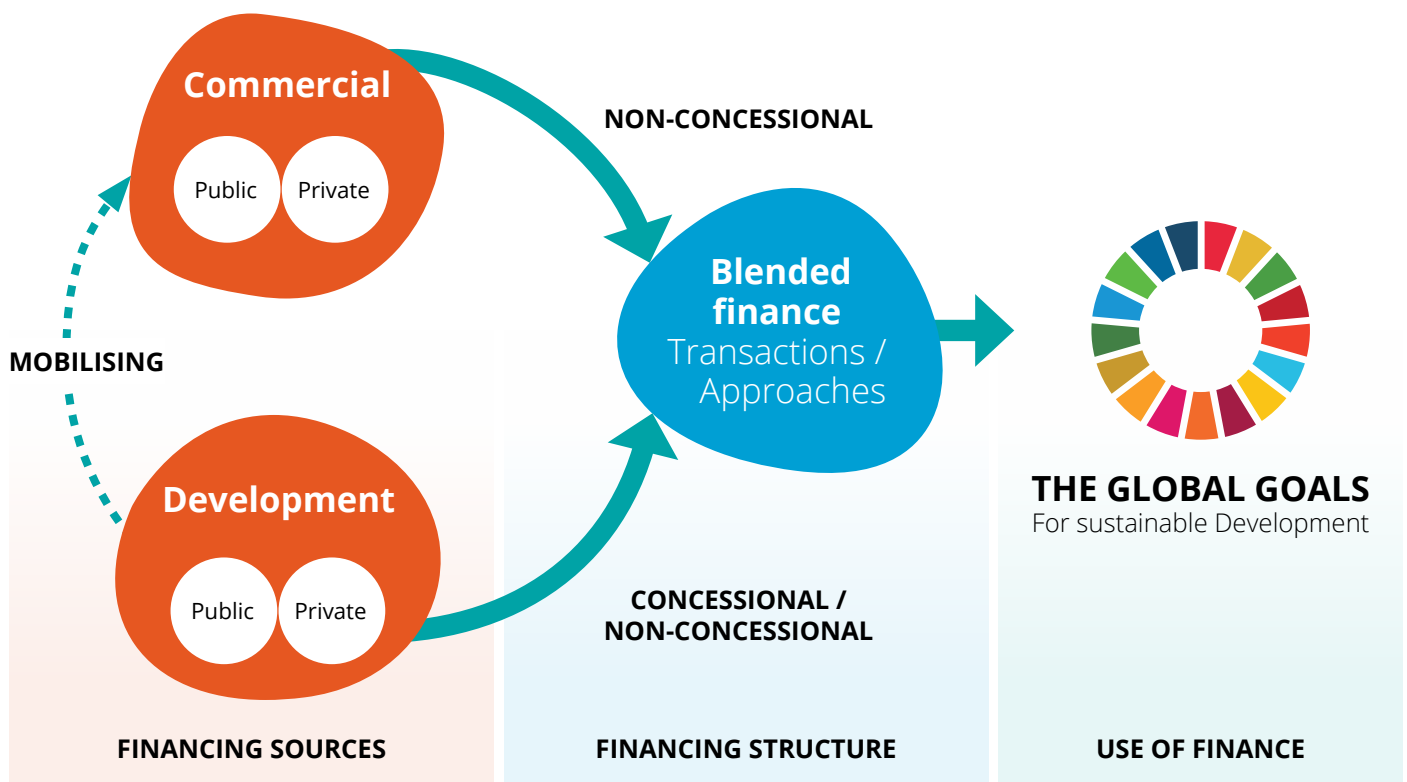 Commercial
Public
Private
NON-CONCESSIONAL
MOBILISING
Blended
finance
Transactions /
Approaches
Development
Public
Private
CONCESSIONAL /
NON-CONCESSIONAL
THE GLOBAL GOALS
For sustainable Development
FINANCING SOURCES
FINANCING STRUCTURE
USE OF FINANCE